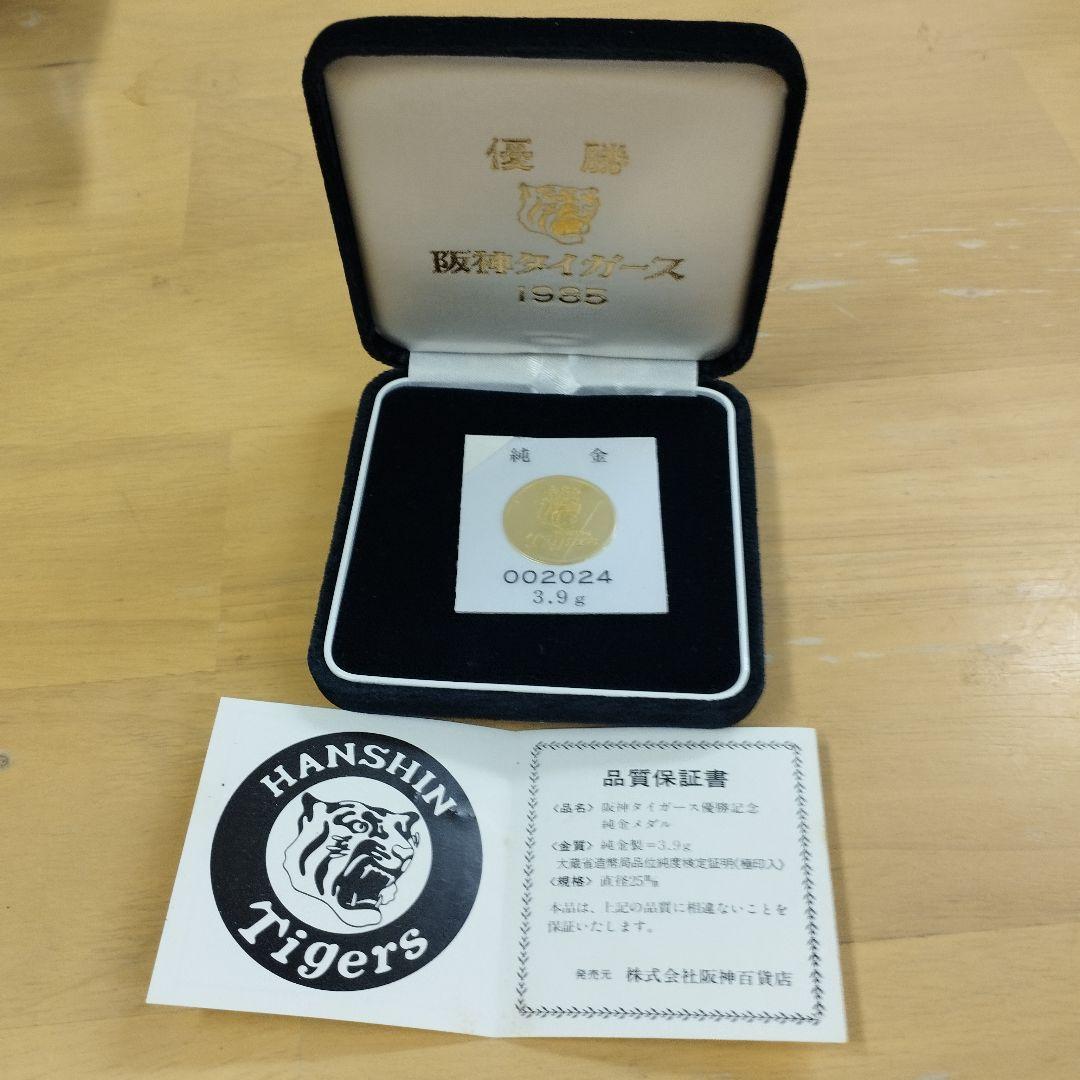 優勝
阪神タイガース
1985
純金
002024
3.9g
HANSHIN
Tigers
品質保証書
〈品名〉阪神タイガース優勝記念
純金メダル
〈金質〉純金製=3.9g
大蔵省造幣局品位純度検定証明(極印入)
〈規格〉直径25㎜
本品は、上記の品質に相違ないことを
保証いたします。
発売元 株式会社阪神百貨店